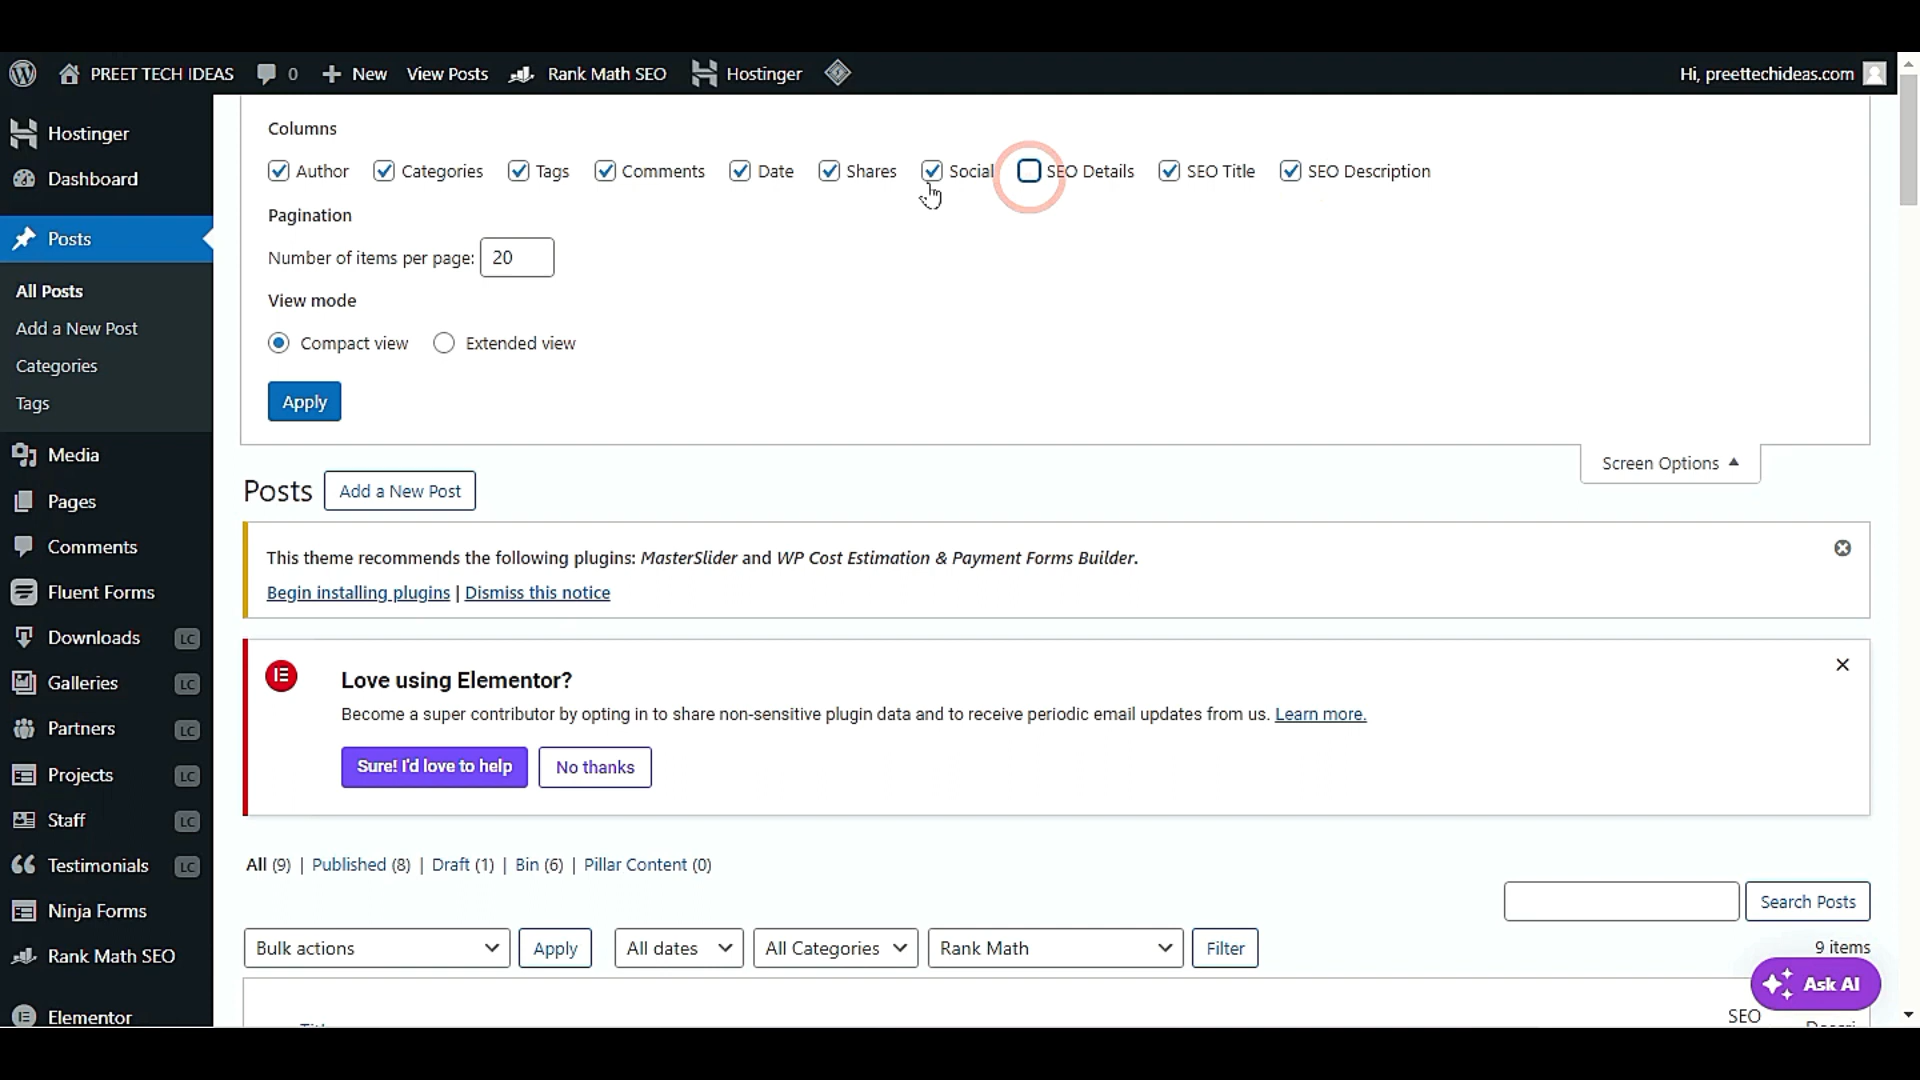 PREET TECH IDEAS 0 New View Posts Rank Math SEO Hostinger Hi, preettechideas.com
Hostinger
Dashboard
Posts
All Posts
Add a New Post
Categories
Tags
Media
Pages
Comments
Fluent Forms
Downloads LC
Galleries LC
Partners LC
Projects LC
Staff LC
Testimonials LC
Ninja Forms
Rank Math SEO
Elementor
Columns
Author Categories Tags Comments Date Shares Social SEO Details SEO Title SEO Description
Pagination
Number of items per page: 20
View mode
Compact view Extended view
Apply
Screen Options
Posts Add a New Post
This theme recommends the following plugins: MasterSlider and WP Cost Estimation & Payment Forms Builder.
Begin installing plugins | Dismiss this notice
Love using Elementor?
Become a super contributor by opting in to share non-sensitive plugin data and to receive periodic email updates from us. Learn more.
Sure! I'd love to help No thanks
All (9) | Published (8) | Draft (1) | Bin (6) | Pillar Content (0)
Search Posts
Bulk actions Apply All dates All Categories Rank Math Filter 9 items
Ask AI
SEO